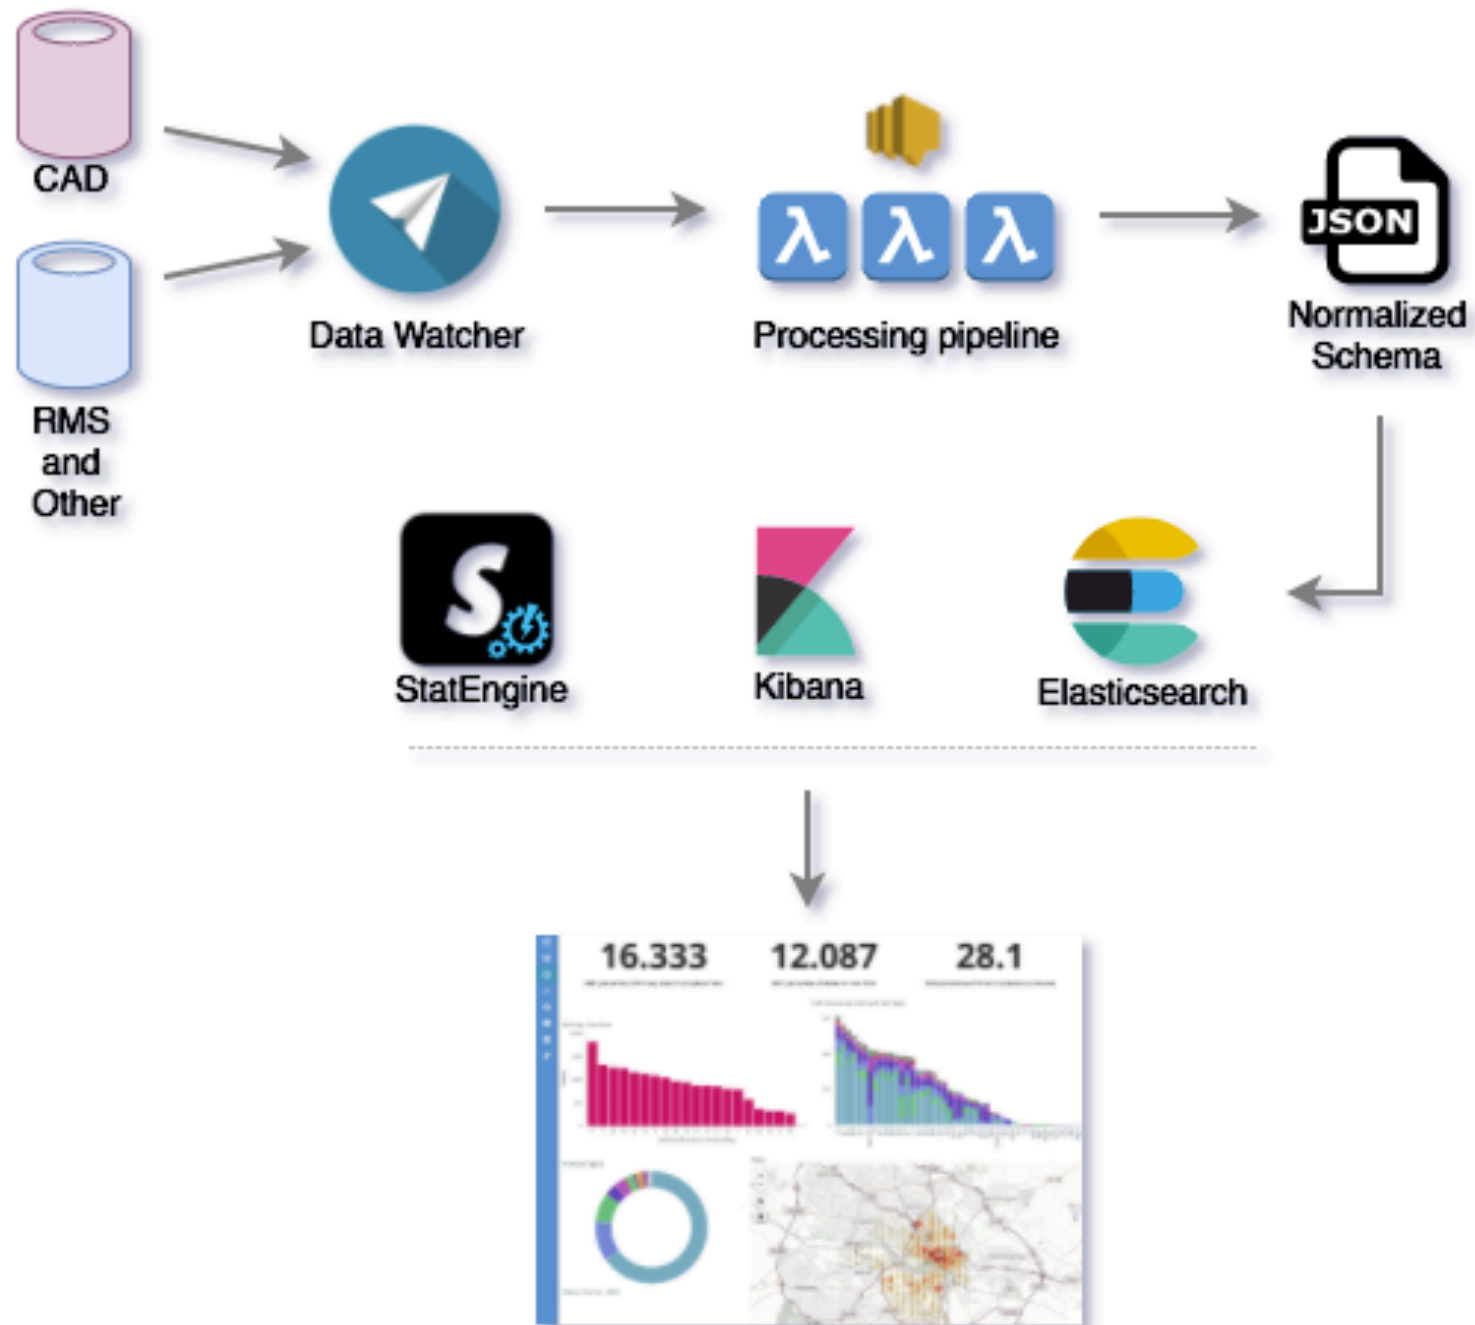 CAD
RMS
and
Other
Data Watcher
λ λ λ
Processing pipeline
JSON
Normalized
Schema
S
StatEngine
Kibana
Elasticsearch
16.333 12.087 28.1